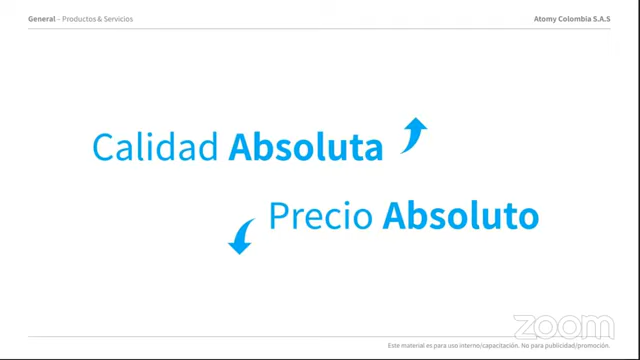 General – Productos & Servicios
Atomy Colombia S.A.S
Calidad Absoluta
Precio Absoluto
zoom
Este material es para uso interno/capacitación. No para publicidad/promoción.